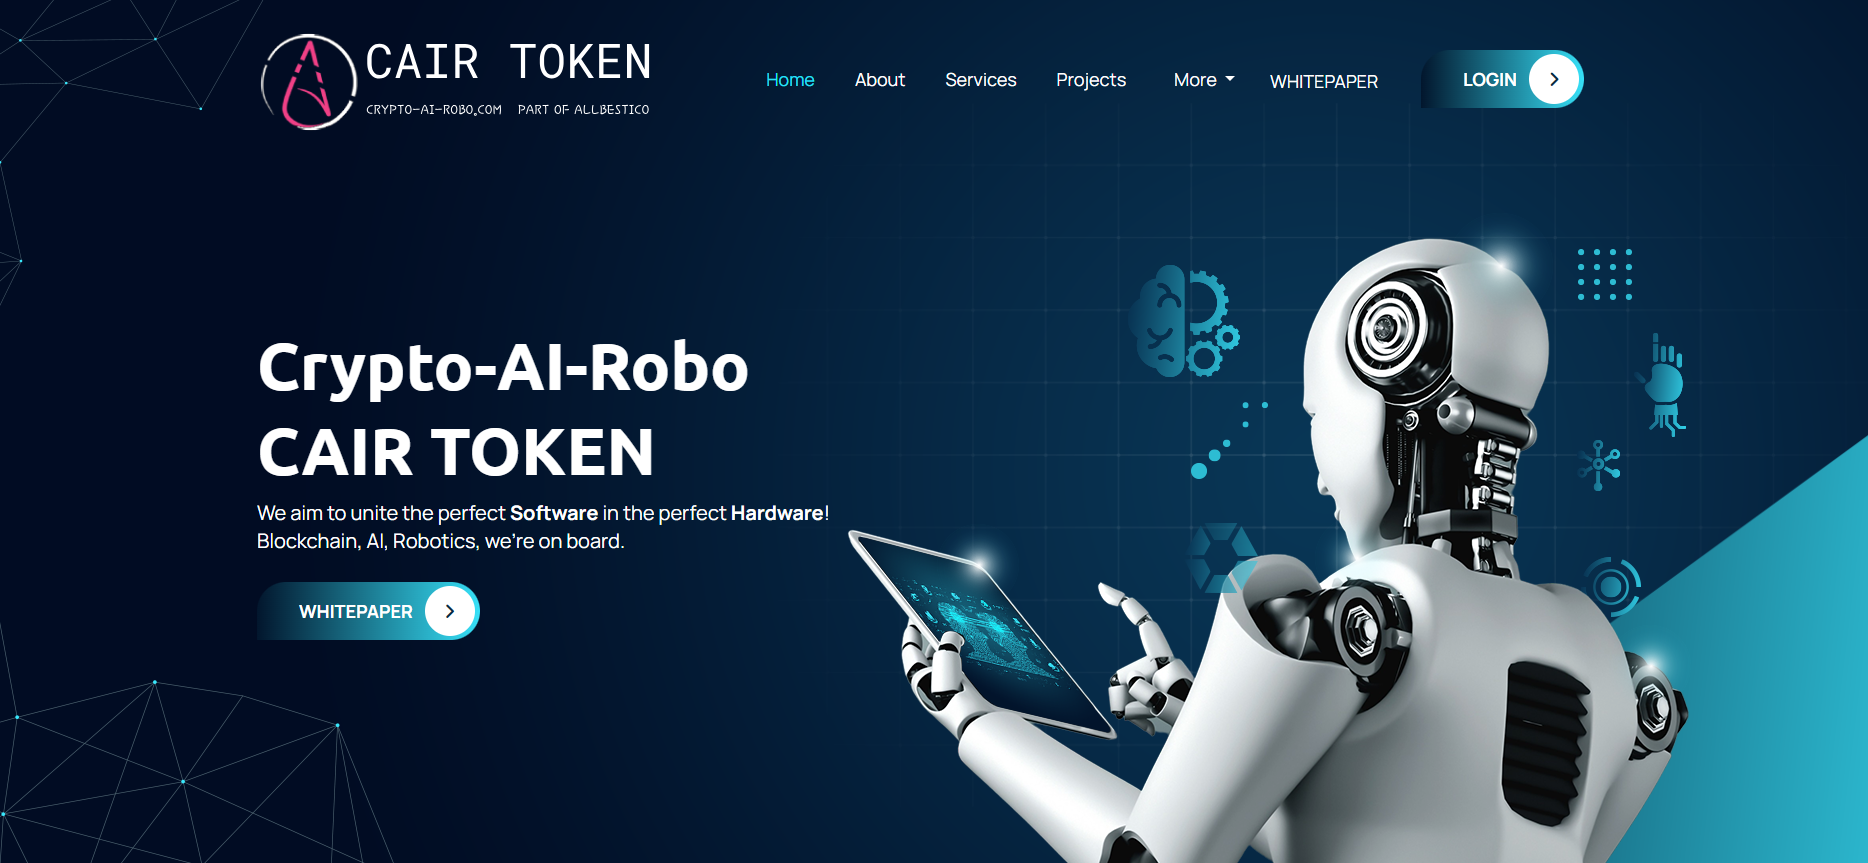 CAIR TOKEN
CRYPTO-AI-ROBO.COM PART OF ALLBESTICO
Home About Services Projects More WHITEPAPER LOGIN
Crypto-AI-Robo
CAIR TOKEN
We aim to unite the perfect Software in the perfect Hardware!
Blockchain, AI, Robotics, we're on board.
WHITEPAPER